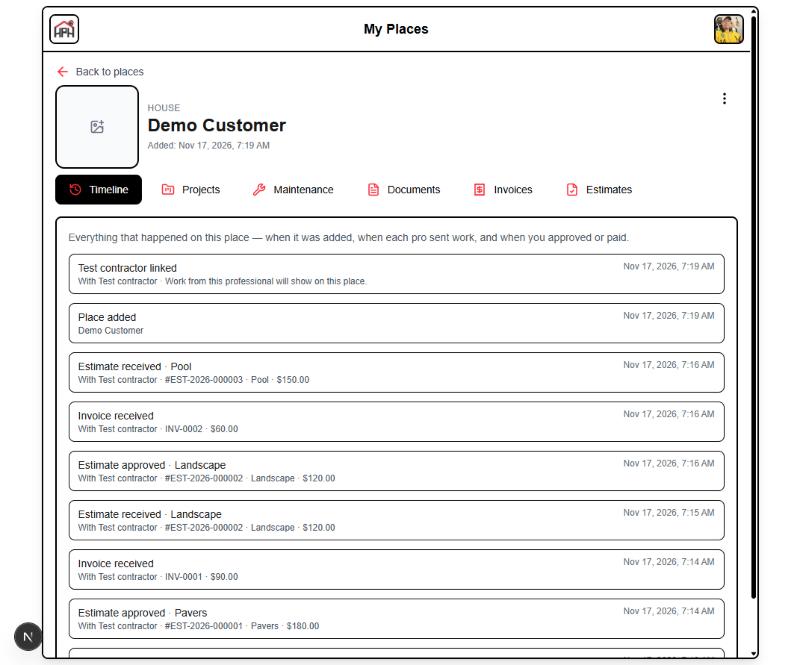 HPH
My Places
Back to places
HOUSE
Demo Customer
Added: Nov 17, 2026, 7:19 AM
Timeline
Projects
Maintenance
Documents
Invoices
Estimates
Everything that happened on this place — when it was added, when each pro sent work, and when you approved or paid.
Test contractor linked
Nov 17, 2026, 7:19 AM
With Test contractor · Work from this professional will show on this place.
Place added
Nov 17, 2026, 7:19 AM
Demo Customer
Estimate received · Pool
Nov 17, 2026, 7:16 AM
With Test contractor · #EST-2026-000003 · Pool · $150.00
Invoice received
Nov 17, 2026, 7:16 AM
With Test contractor · INV-0002 · $60.00
Estimate approved · Landscape
Nov 17, 2026, 7:16 AM
With Test contractor · #EST-2026-000002 · Landscape · $120.00
Estimate received · Landscape
Nov 17, 2026, 7:15 AM
With Test contractor · #EST-2026-000002 · Landscape · $120.00
Invoice received
Nov 17, 2026, 7:14 AM
With Test contractor · INV-0001 · $90.00
Estimate approved · Pavers
Nov 17, 2026, 7:14 AM
With Test contractor · #EST-2026-000001 · Pavers · $180.00
N